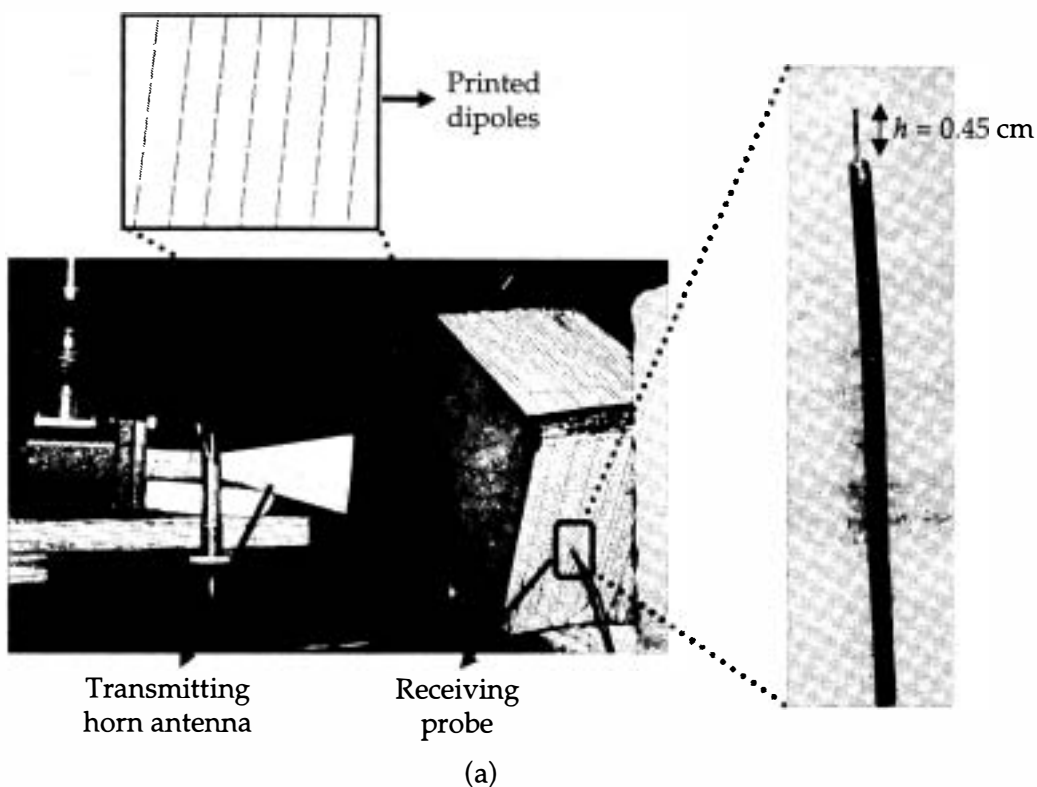 Printed
dipoles
h = 0.45 cm
Transmitting
horn antenna
Receiving
probe
(a)